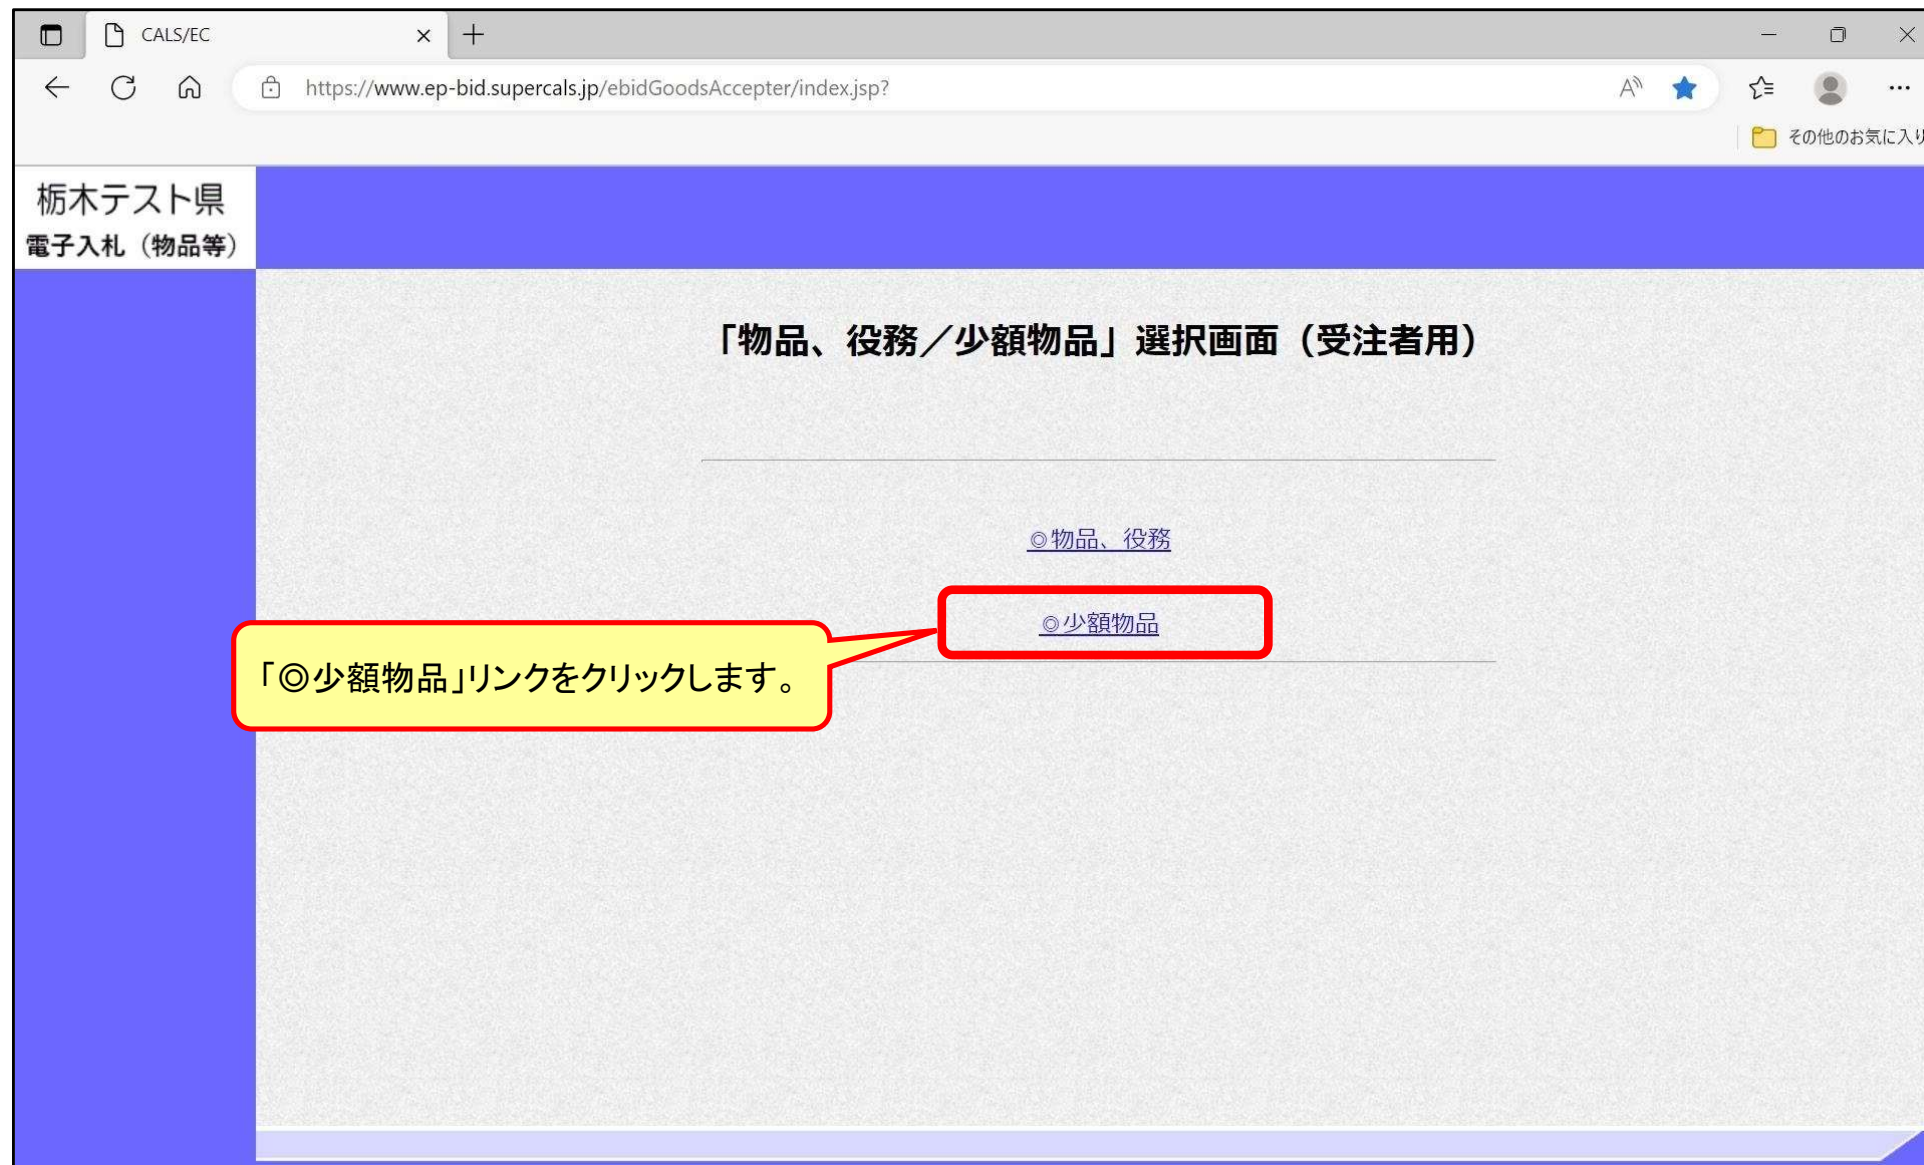 CALS/EC
https://www.ep-bid.supercals.jp/ebidGoodsAccepter/index.jsp?
その他のお気に入り
栃木テスト県
電子入札（物品等）
「物品、役務／少額物品」選択画面（受注者用）
◎物品、役務
◎少額物品
「◎少額物品」リンクをクリックします。